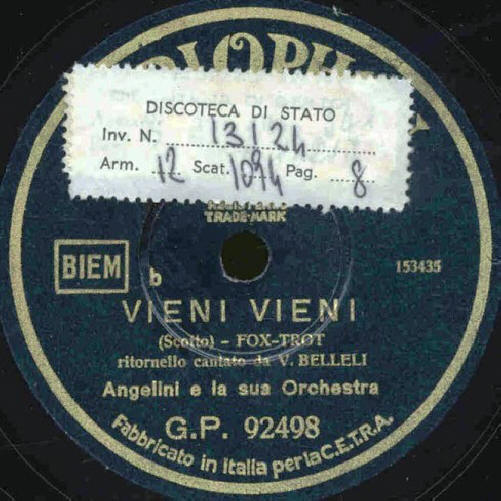 DISCOTECA DI STATO
Inv. N. 13124
Arm. 12 Scat. 1094 Pag. 8
TRADE-MARK
BIEM
b
153435
VIENI VIENI
(Scotto) - FOX-TROT
ritornello cantato da V. BELLELI
Angelini e la sua Orchestra
G.P. 92498
Fabbricato in Italia per la C.E.T.R.A.